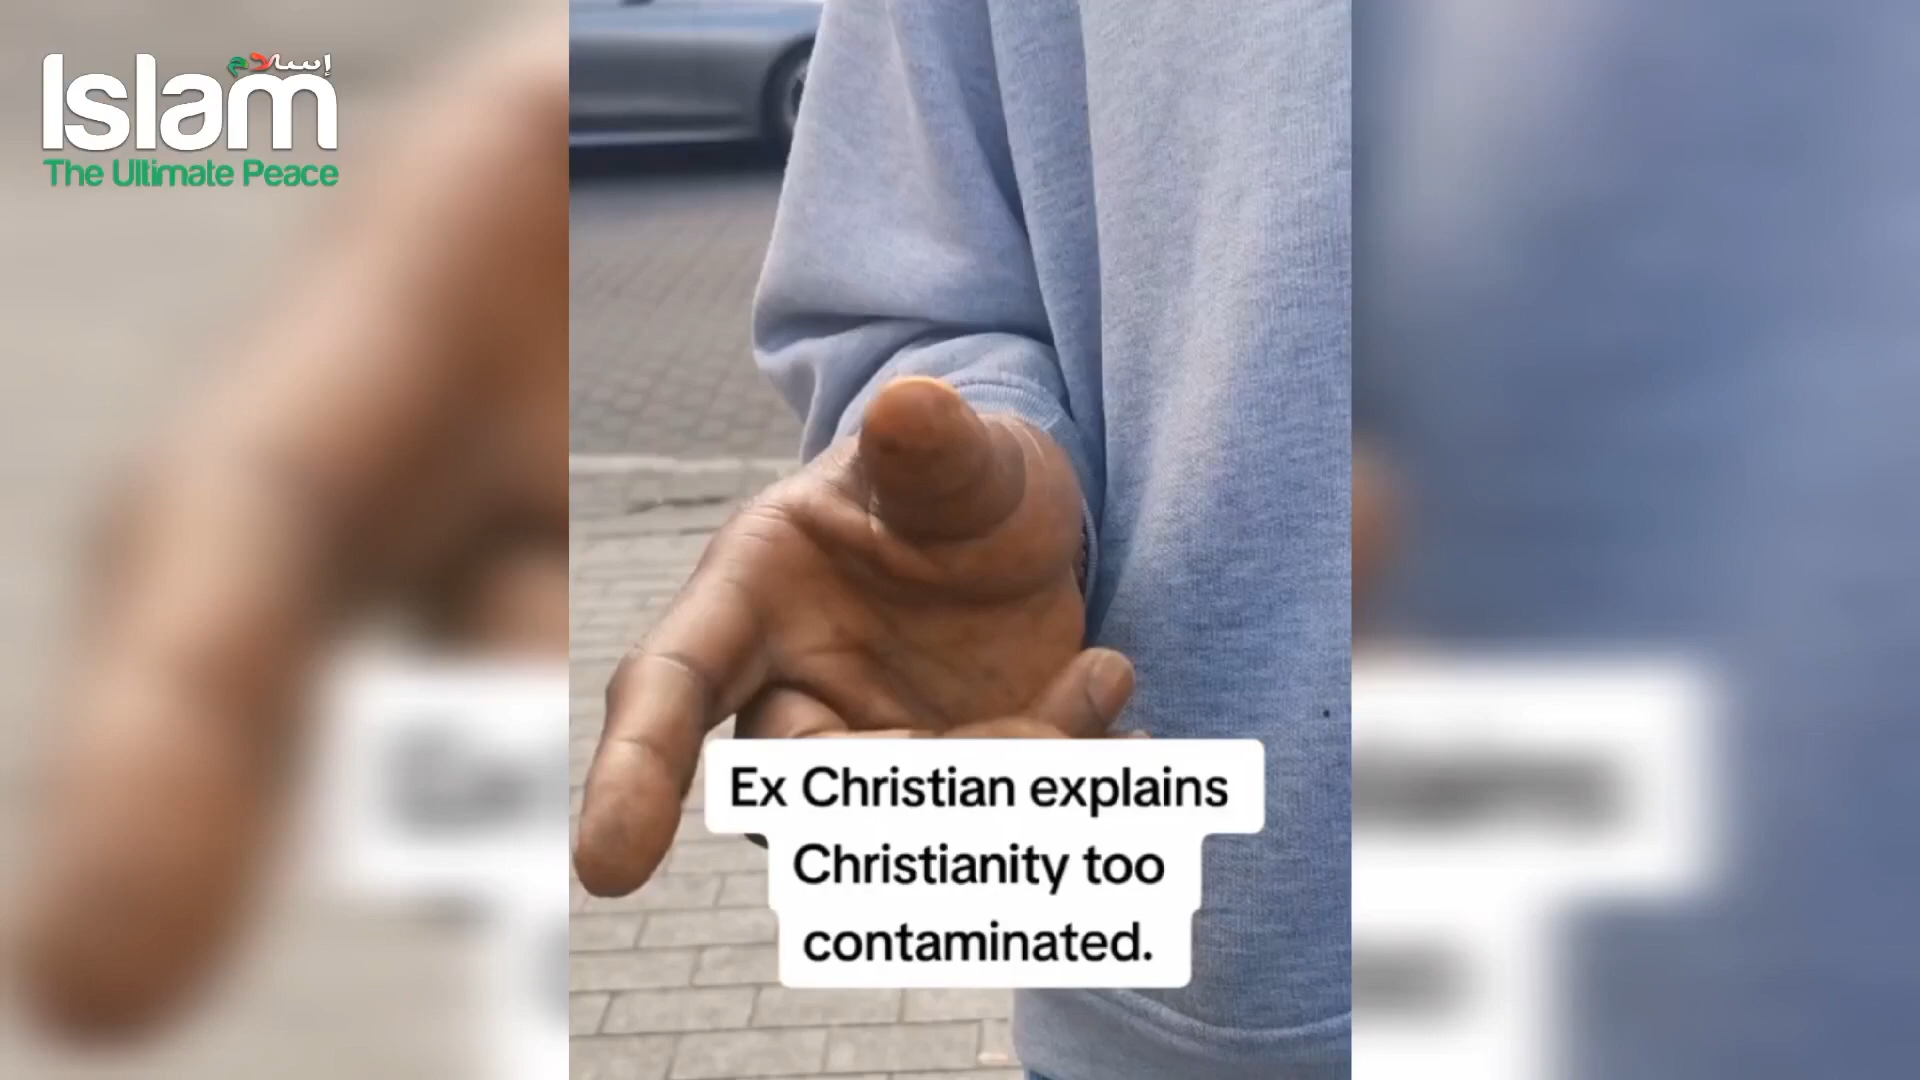 إسلام
Islam
The Ultimate Peace
Ex Christian explains
Christianity too
contaminated.